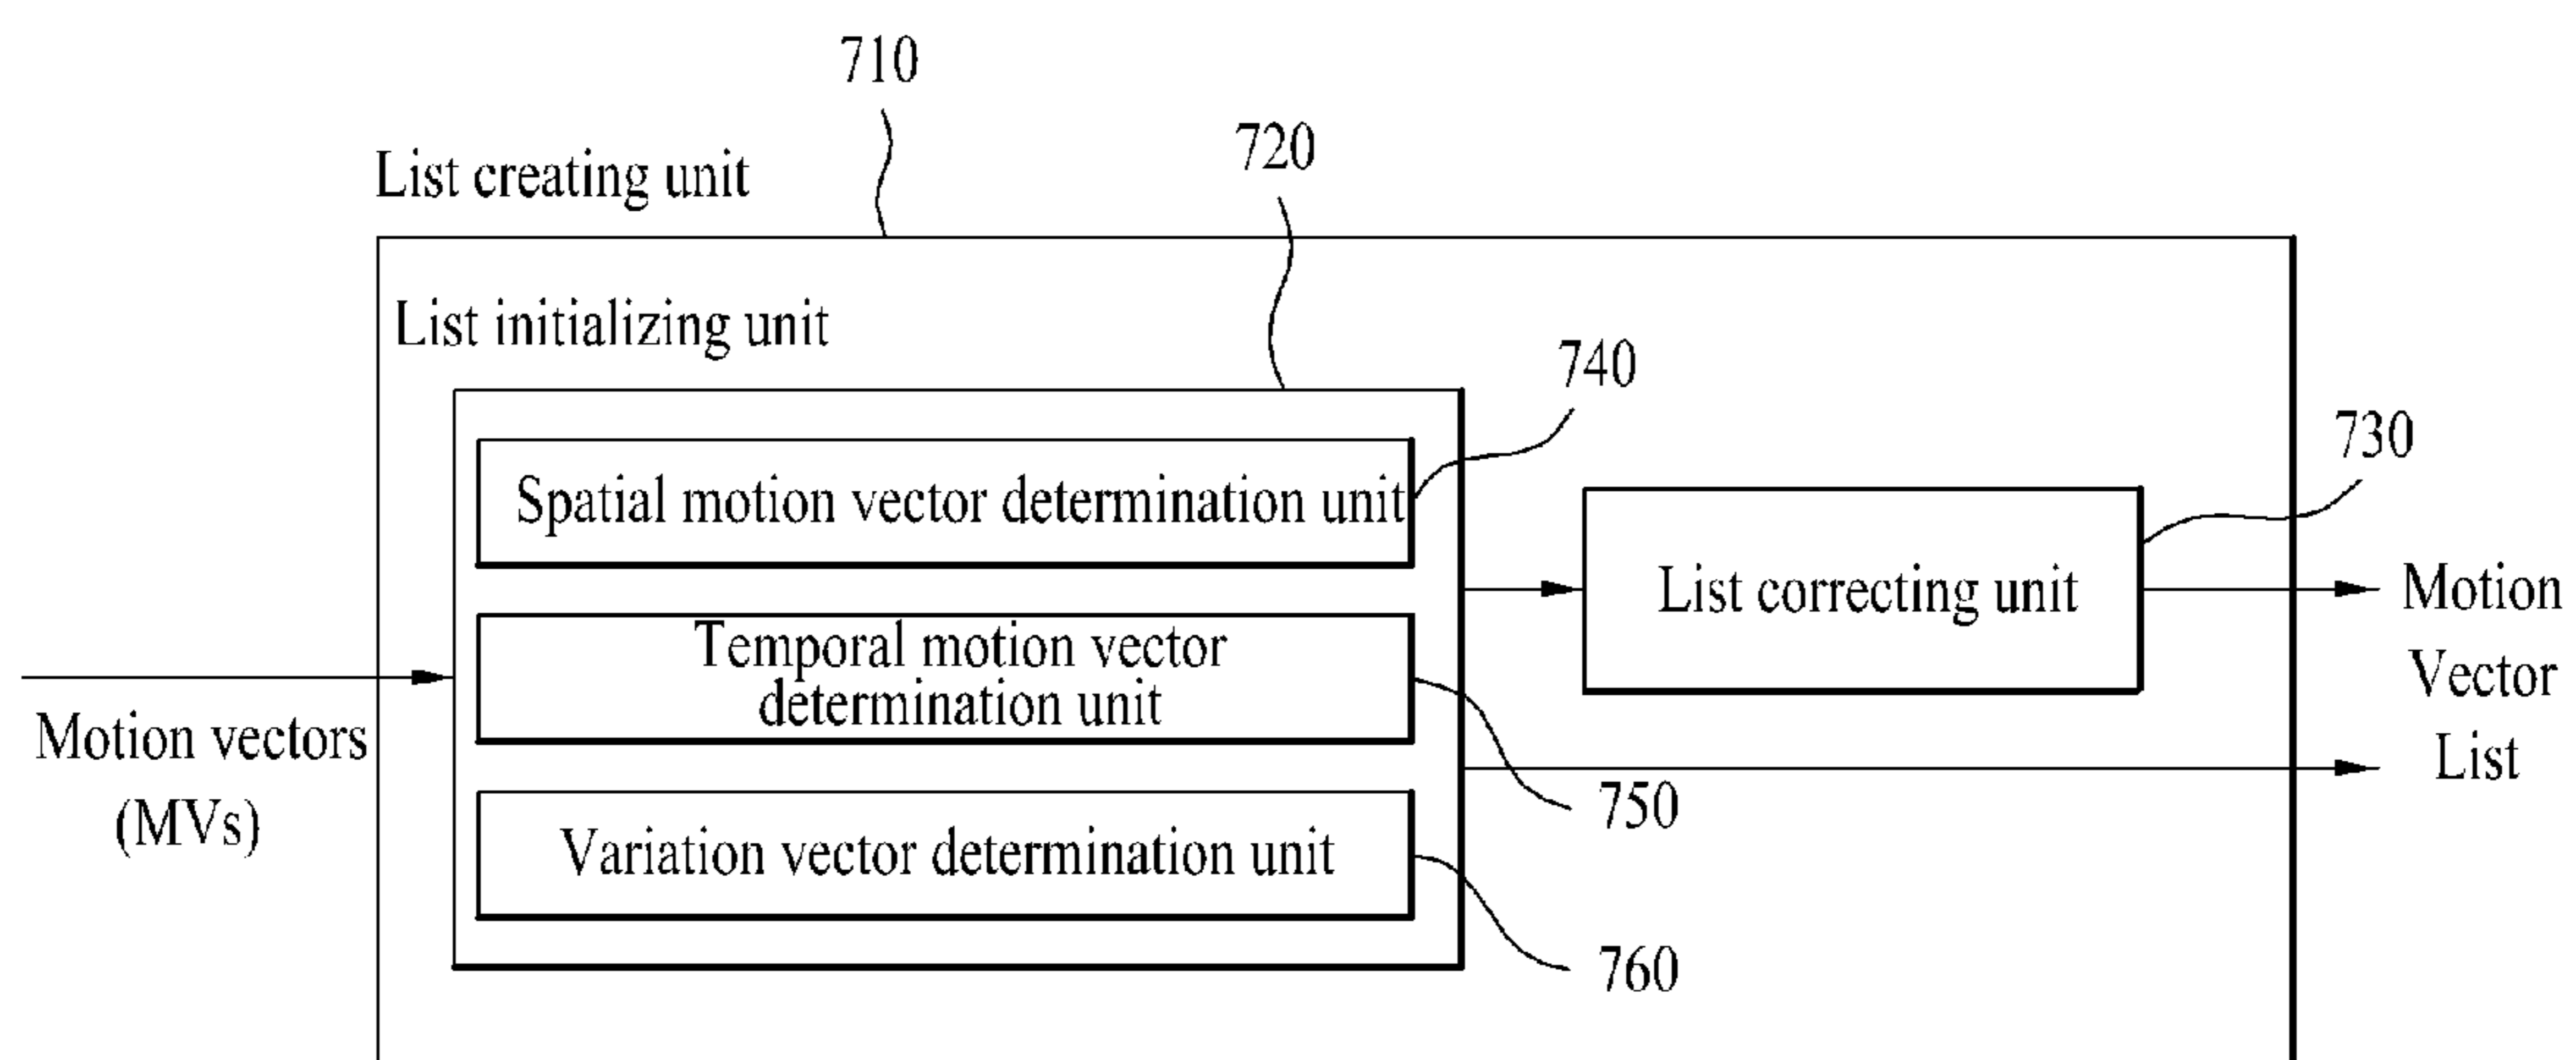 710
720
List creating unit
List initializing unit
740
730
Spatial motion vector determination unit
List correcting unit
Motion
Vector
List
Temporal motion vector
determination unit
Motion vectors
(MVs)
750
Variation vector determination unit
760